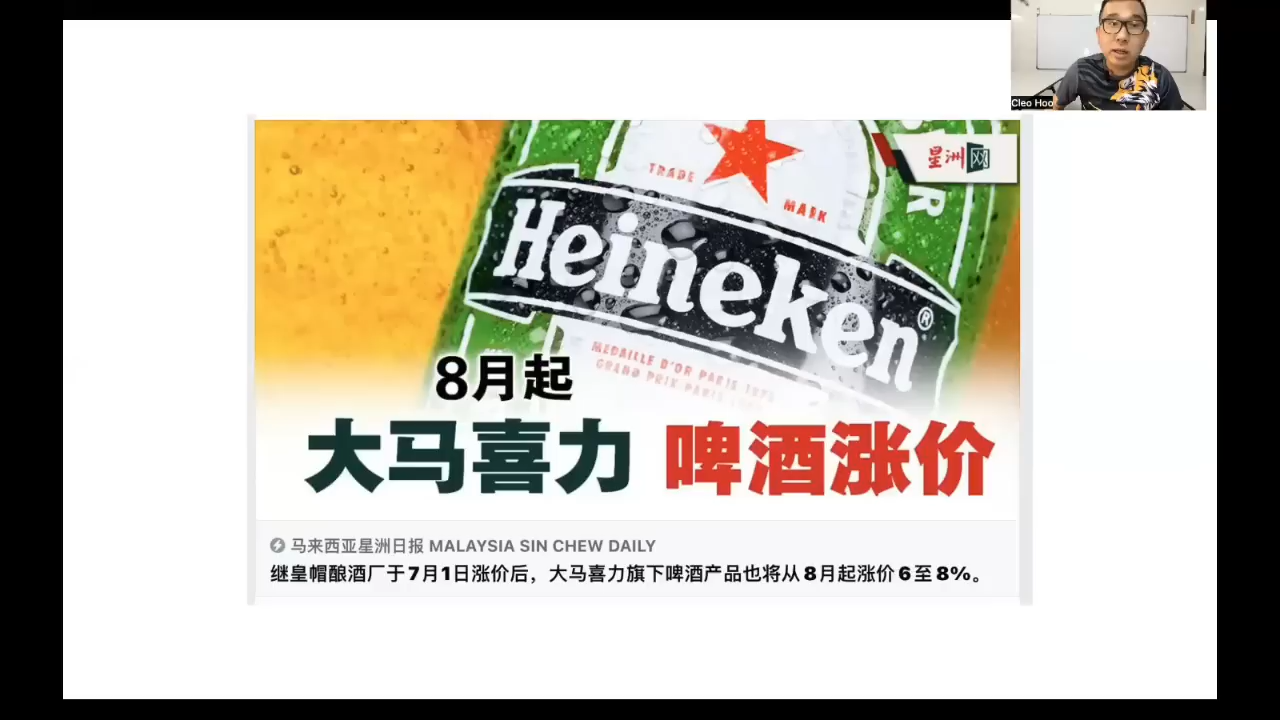 Cleo Hoo
星洲网
TRADE
MARK
R
Heineken®
MEDAILLE D'OR PARIS 1875
GRAND PRIX PARIS
8月起
大马喜力 啤酒涨价
马来西亚星洲日报 MALAYSIA SIN CHEW DAILY
继皇帽酿酒厂于7月1日涨价后，大马喜力旗下啤酒产品也将从8月起涨价6至8%。